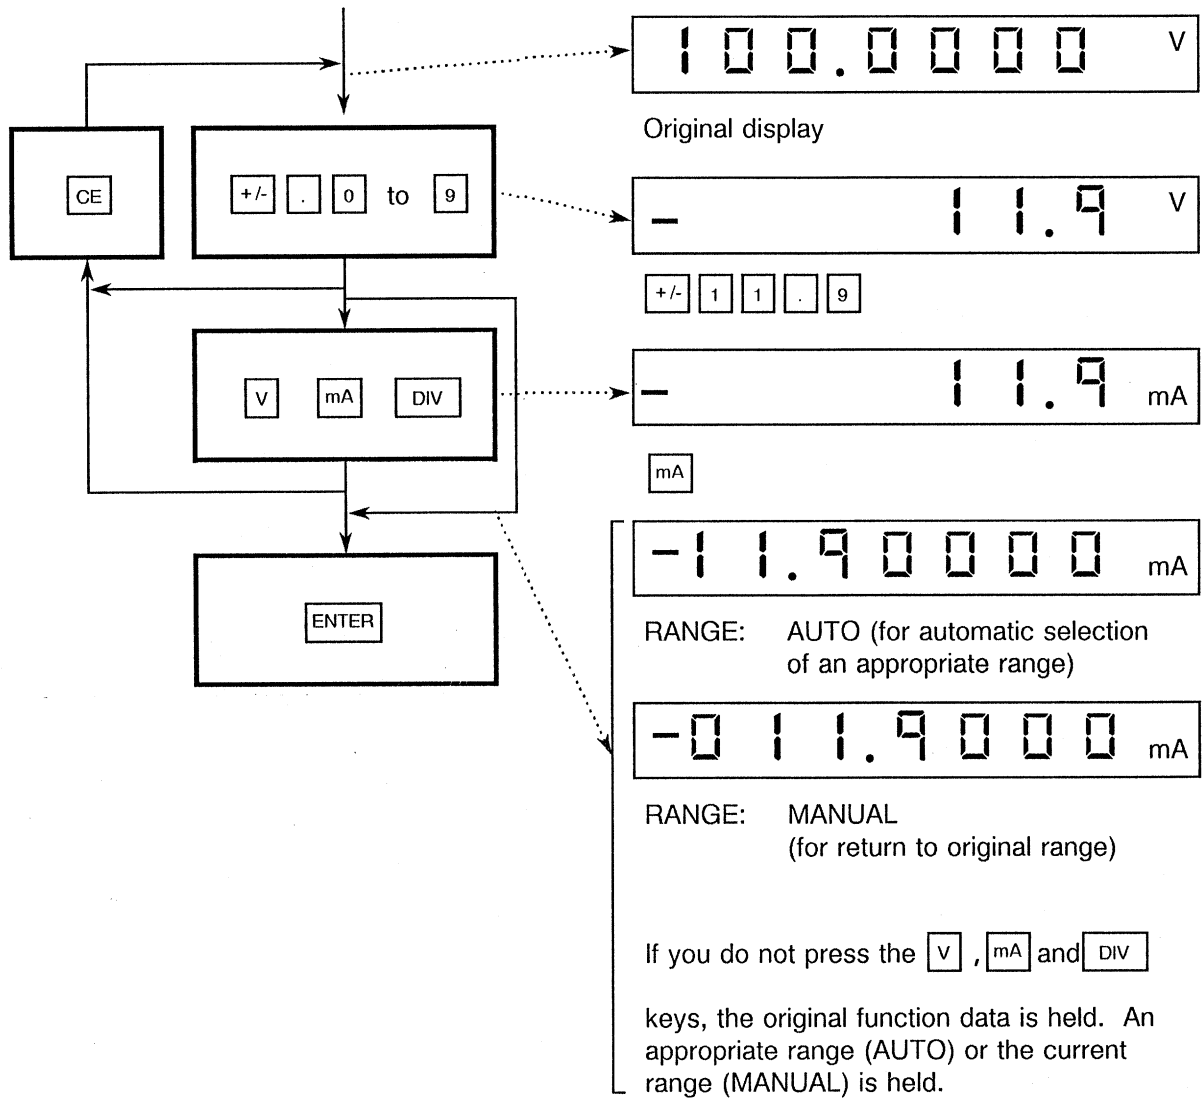 100.0000 V
Original display
CE
+/- . 0 to 9
- 11.9 V
+/- 1 1 . 9
V mA DIV
- 11.9 mA
mA
ENTER
-11.90000 mA
RANGE: AUTO (for automatic selection
of an appropriate range)
-011.9000 mA
RANGE: MANUAL
(for return to original range)
If you do not press the V , mA and DIV
keys, the original function data is held. An
appropriate range (AUTO) or the current
range (MANUAL) is held.